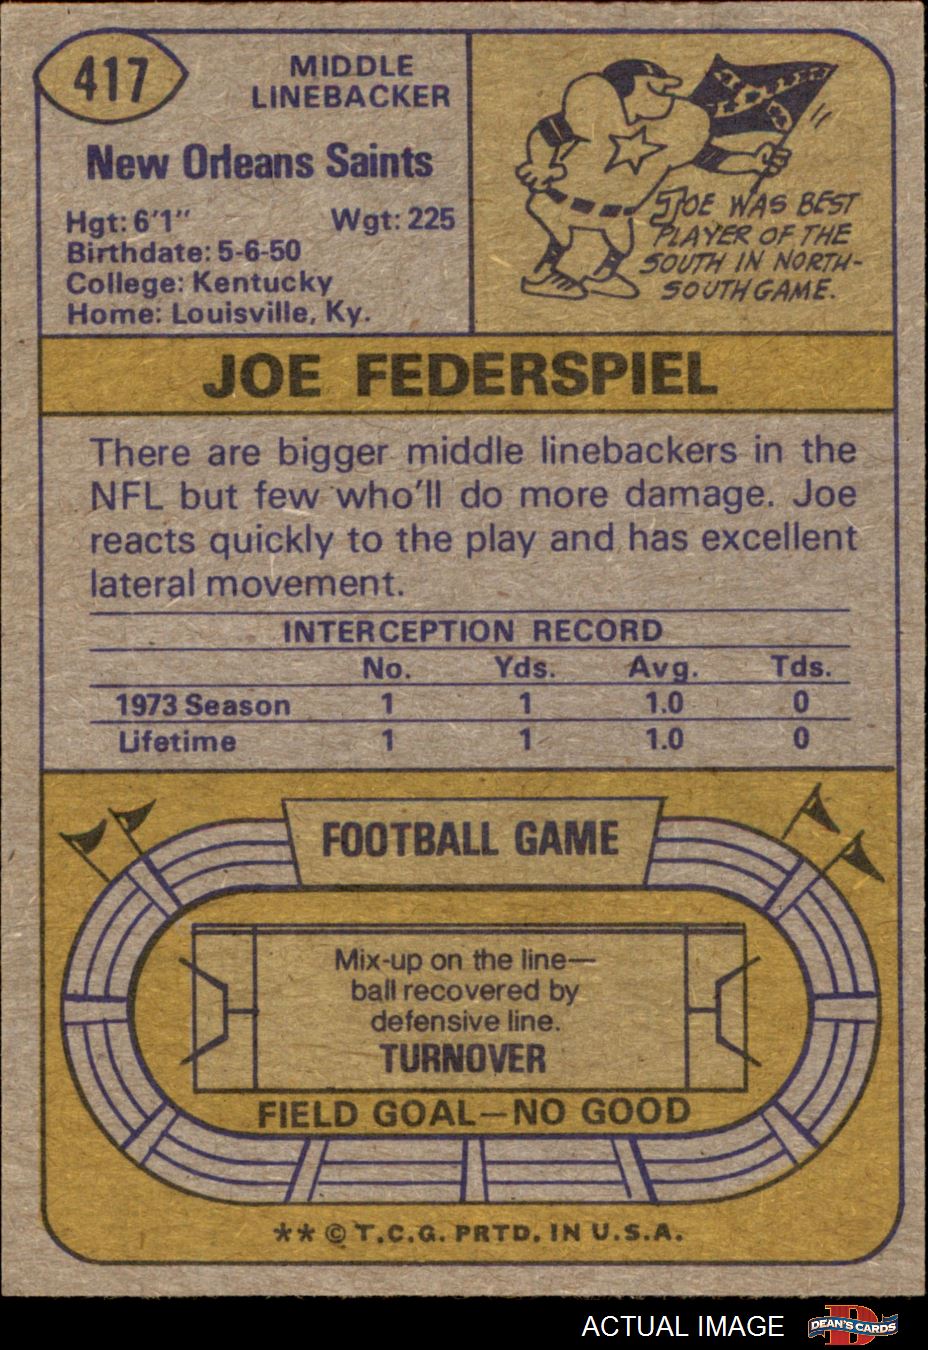 417
MIDDLE
LINEBACKER
New Orleans Saints
Hgt: 6'1" Wgt: 225
Birthdate: 5-6-50
College: Kentucky
Home: Louisville, Ky.
JOE WAS BEST
PLAYER OF THE
SOUTH IN NORTH-
SOUTH GAME.
JOE FEDERSPIEL
There are bigger middle linebackers in the
NFL but few who'll do more damage. Joe
reacts quickly to the play and has excellent
lateral movement.
INTERCEPTION RECORD
No. Yds. Avg. Tds.
1973 Season 1 1 1.0 0
Lifetime 1 1 1.0 0
FOOTBALL GAME
Mix-up on the line—
ball recovered by
defensive line.
TURNOVER
FIELD GOAL—NO GOOD
** © T.C.G. PRTD. IN U.S.A.
ACTUAL IMAGE
DEAN'S CARDS